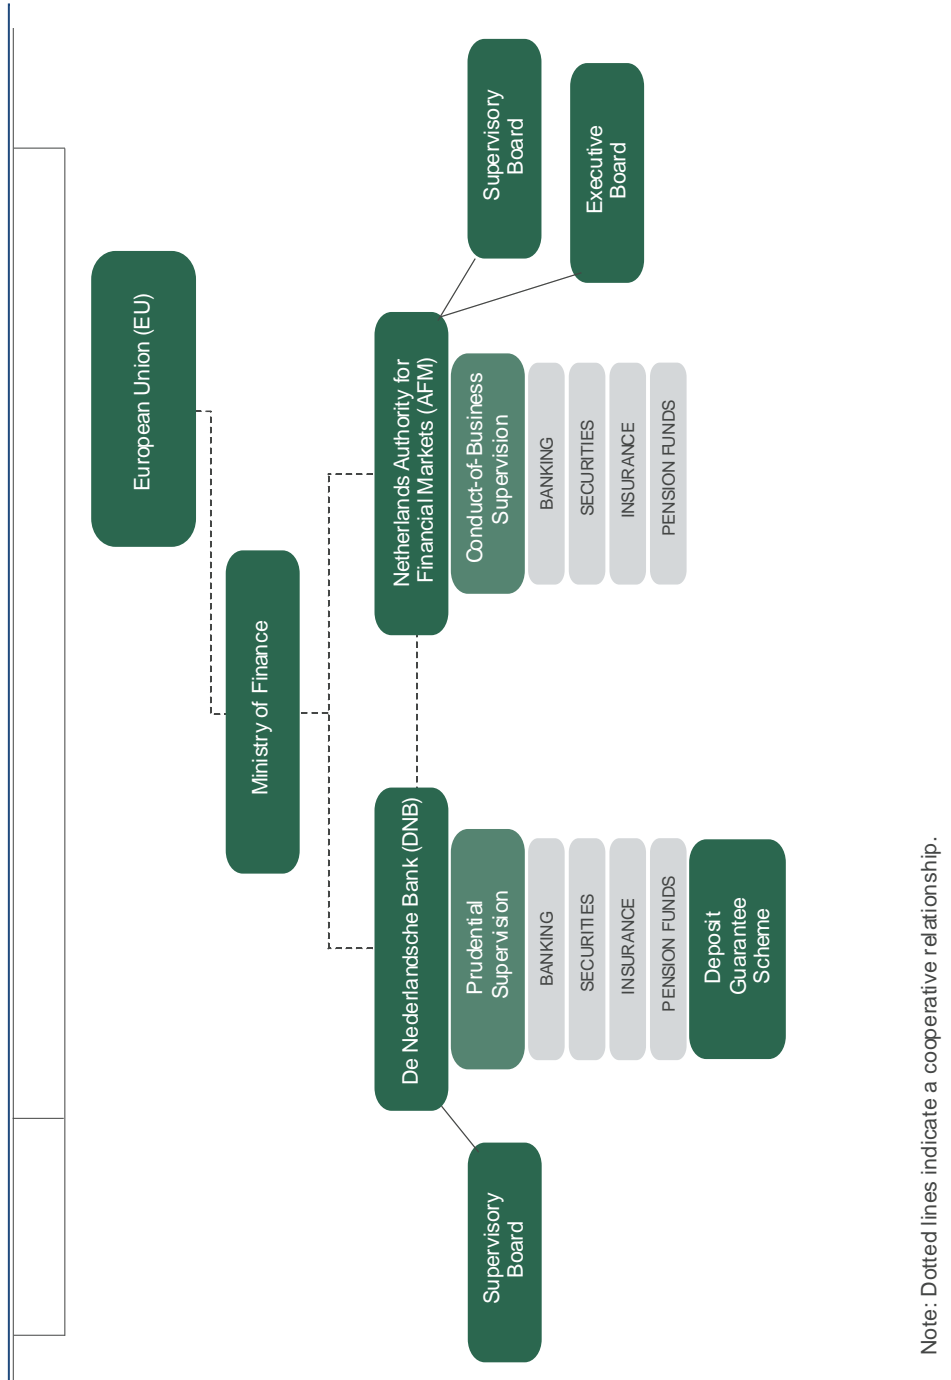 European Union (EU)
Ministry of Finance
De Nederlandsche Bank (DNB)
Netherlands Authority for
Financial Markets (AFM)
Supervisory
Board
Prudential
Supervision
BANKING
SECURITIES
INSURANCE
PENSION FUNDS
Deposit
Guarantee
Scheme
Conduct-of-Business
Supervision
BANKING
SECURITIES
INSURANCE
PENSION FUNDS
Supervisory
Board
Executive
Board
Note: Dotted lines indicate a cooperative relationship.